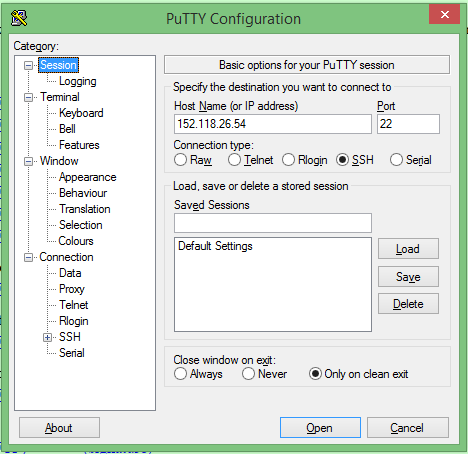 PuTTY Configuration
Category:
Session
Logging
Terminal
Keyboard
Bell
Features
Window
Appearance
Behaviour
Translation
Selection
Colours
Connection
Data
Proxy
Telnet
Rlogin
SSH
Serial
Basic options for your PuTTY session
Specify the destination you want to connect to
Host Name (or IP address) Port
152.118.26.54 22
Connection type:
Raw Telnet Rlogin SSH Serial
Load, save or delete a stored session
Saved Sessions
Default Settings
Load
Save
Delete
Close window on exit:
Always Never Only on clean exit
About Open Cancel